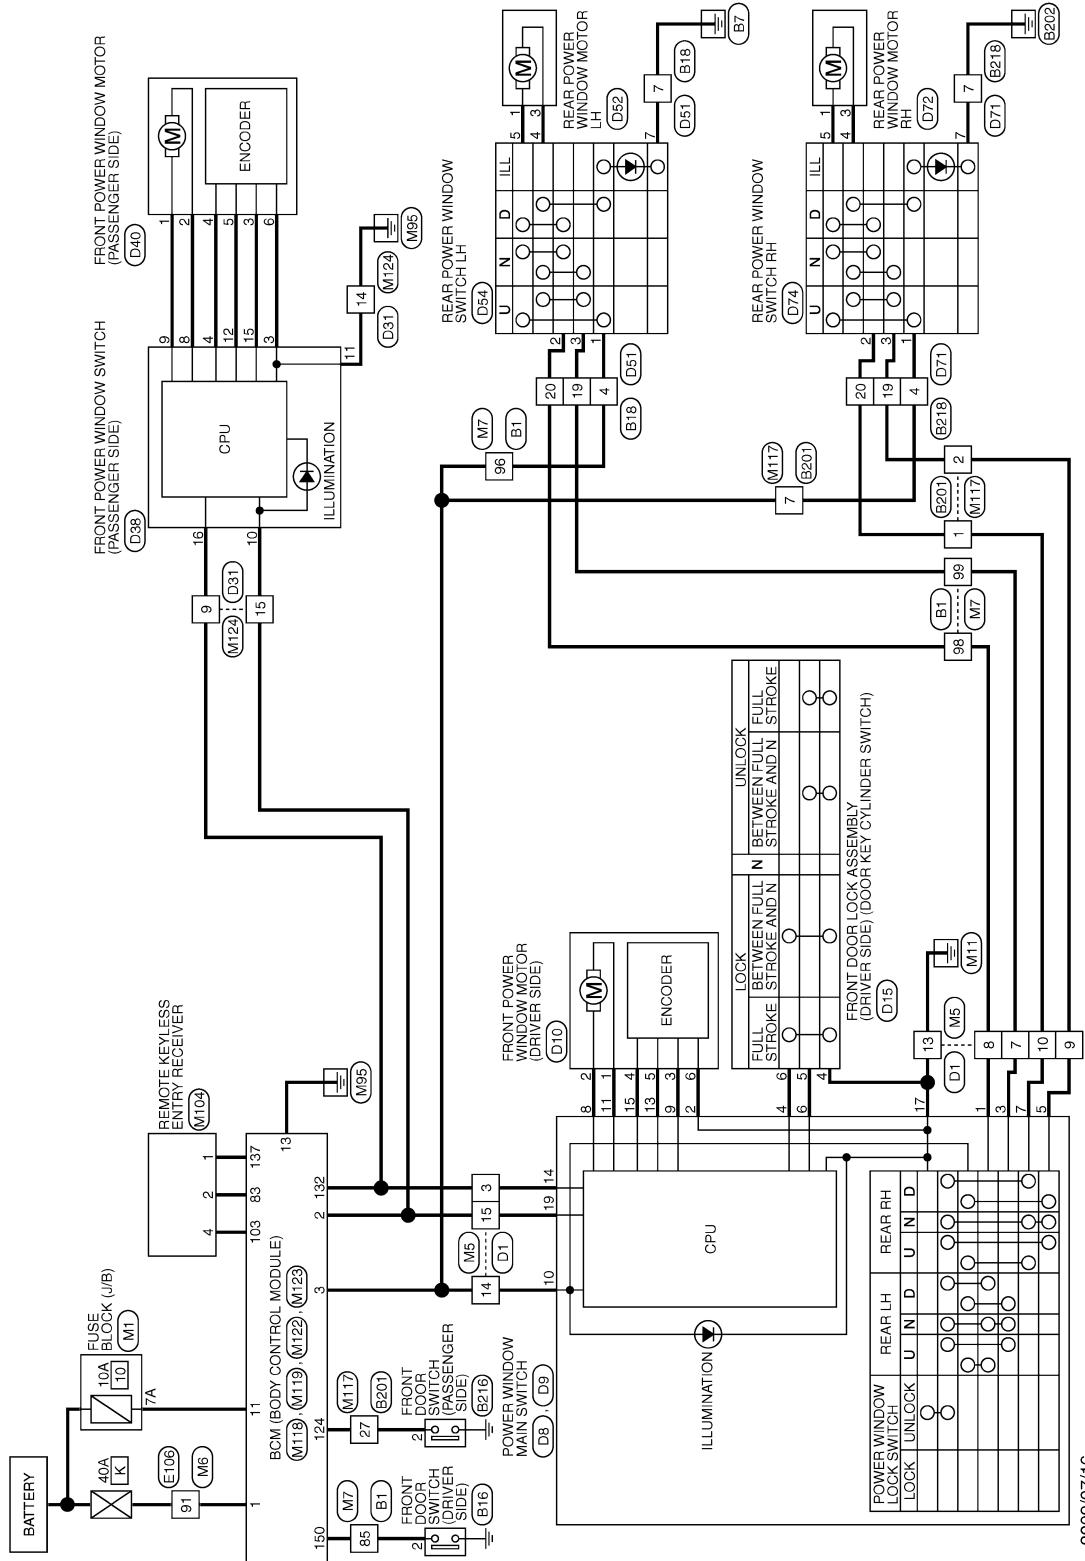 BATTERY
40A
K
10A
10
FUSE
BLOCK (J/B)
M1
7A
91
E106
M6
1
11
REMOTE KEYLESS
ENTRY RECEIVER
M104
4
2
1
103
83
137
13
M95
BCM (BODY CONTROL MODULE)
M118 , M119 , M122 , M123
150
124
3
2
132
85
M7
B1
2
FRONT
DOOR
SWITCH
(DRIVER
SIDE)
B16
27
M117
B201
2
FRONT
DOOR
SWITCH
(PASSENGER
SIDE)
B216
14
15
3
M5
D1
10
19
14
POWER WINDOW
MAIN SWITCH
D8 , D9
ILLUMINATION
CPU
POWER WINDOW
LOCK SWITCH
LOCK
UNLOCK
REAR LH
U
N
D
REAR RH
U
N
D
8
11
15
13
9
2
4
6
17
1
3
7
5
FRONT POWER
WINDOW MOTOR
(DRIVER SIDE)
D10
2
1
4
5
3
6
M
ENCODER
6
5
4
LOCK
N
UNLOCK
FULL
STROKE
BETWEEN FULL
STROKE AND N
BETWEEN FULL
STROKE AND N
FULL
STROKE
FRONT DOOR LOCK ASSEMBLY
(DRIVER SIDE) (DOOR KEY CYLINDER SWITCH)
D15
13
M11
D1
M5
8
7
10
9
FRONT POWER WINDOW SWITCH
(PASSENGER SIDE)
D38
16
10
9
15
M124
D31
CPU
ILLUMINATION
9
8
4
12
15
3
11
14
D31
M124
M95
FRONT POWER WINDOW MOTOR
(PASSENGER SIDE)
D40
1
2
4
5
3
6
M
ENCODER
REAR POWER WINDOW
SWITCH LH
D54
U
N
D
ILL
2
3
1
20
19
4
B18
D51
96
M7
B1
5
4
7
1
3
M
REAR POWER
WINDOW MOTOR
LH
D52
7
D51
B18
B7
REAR POWER WINDOW
SWITCH RH
D74
U
N
D
ILL
2
3
1
20
19
4
B218
D71
7
M117
B201
5
4
7
1
3
M
REAR POWER
WINDOW MOTOR
RH
D72
7
D71
B218
B202
98
99
B1
M7
1
2
B201
M117